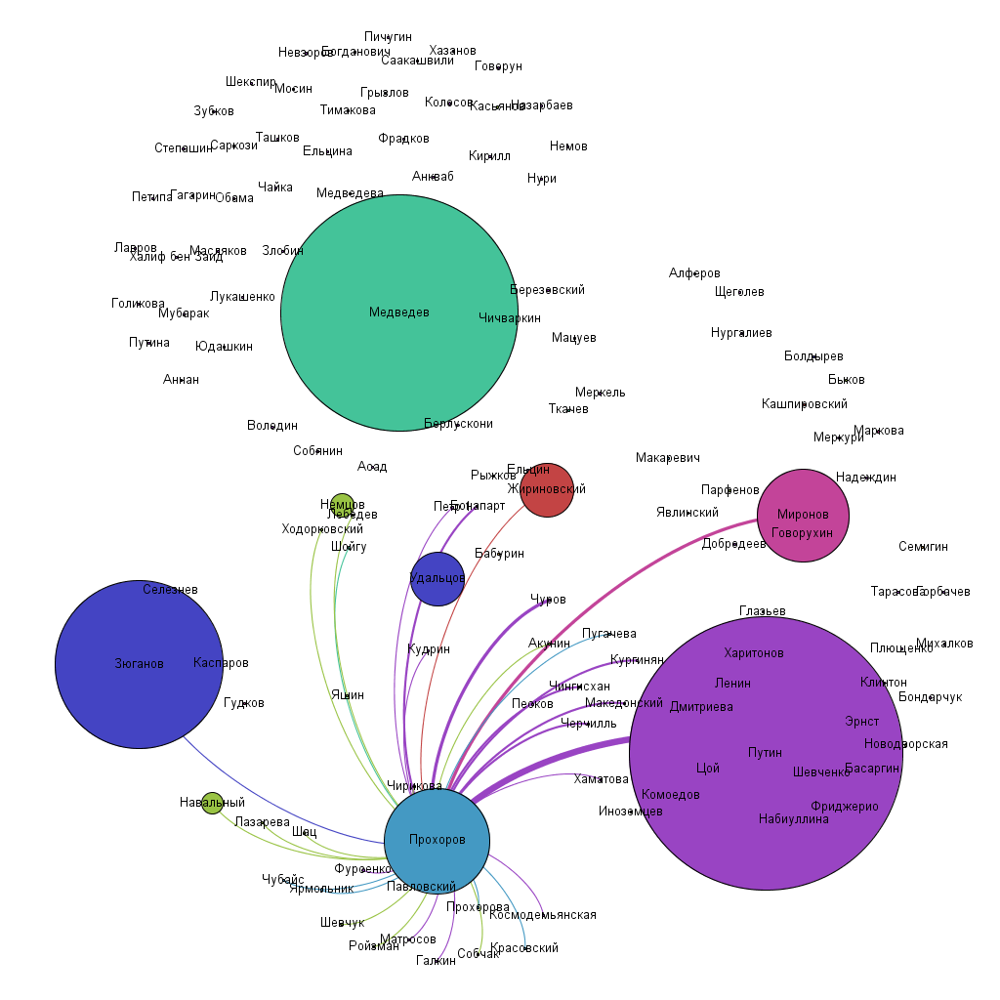 Пичугин
Невзоров
Богданович
Хазанов
Саакашвили
Говорун
Шекспир
Мосин
Грызлов
Колесов
Касьянов
Назарбаев
Зубков
Тимакова
Ташков
Фрадков
Степашин
Саркози
Ельцина
Кирилл
Немов
Анкваб
Нури
Чайка
Медведева
Петипа
Гагарин
Обама
Лавров
Халиф бен Заид
Масляков
Злобин
Алферов
Березовский
Щеголев
Лукашенко
Голикова
Мубарак
Медведев
Чичваркин
Нургалиев
Мацуев
Путина
Юдашкин
Болдырев
Аннан
Быков
Меркель
Кашпировский
Ткачев
Володин
Берлускони
Маркова
Меркури
Собянин
Макаревич
Асад
Ельцин
Рыжков
Надеждин
Жириновский
Парфенов
Немцов
Лебедев
Петр I
Бонапарт
Явлинский
Миронов
Ходорковский
Говорухин
Шойгу
Добродеев
Семигин
Бабурин
Удальцов
Селезнев
Тарасова
Горбачев
Чуров
Глазьев
Пугачева
Акунин
Михалков
Кудрин
Плющенко
Харитонов
Кургинян
Зюганов
Каспаров
Ленин
Клинтон
Чингисхан
Яшин
Бондарчук
Гудков
Песков
Македонский
Дмитриева
Эрнст
Черчилль
Новодворская
Путин
Цой
Шевченко
Басаргин
Хаматова
Чирикова
Комоедов
Навальный
Фриджерио
Иноземцев
Набиуллина
Лазарева
Шац
Прохоров
Фуроенко
Чубайс
Ярмольник
Павловский
Прохорова
Космодемьянская
Шевчук
Матросов
Ройзман
Красовский
Собчак
Галкин